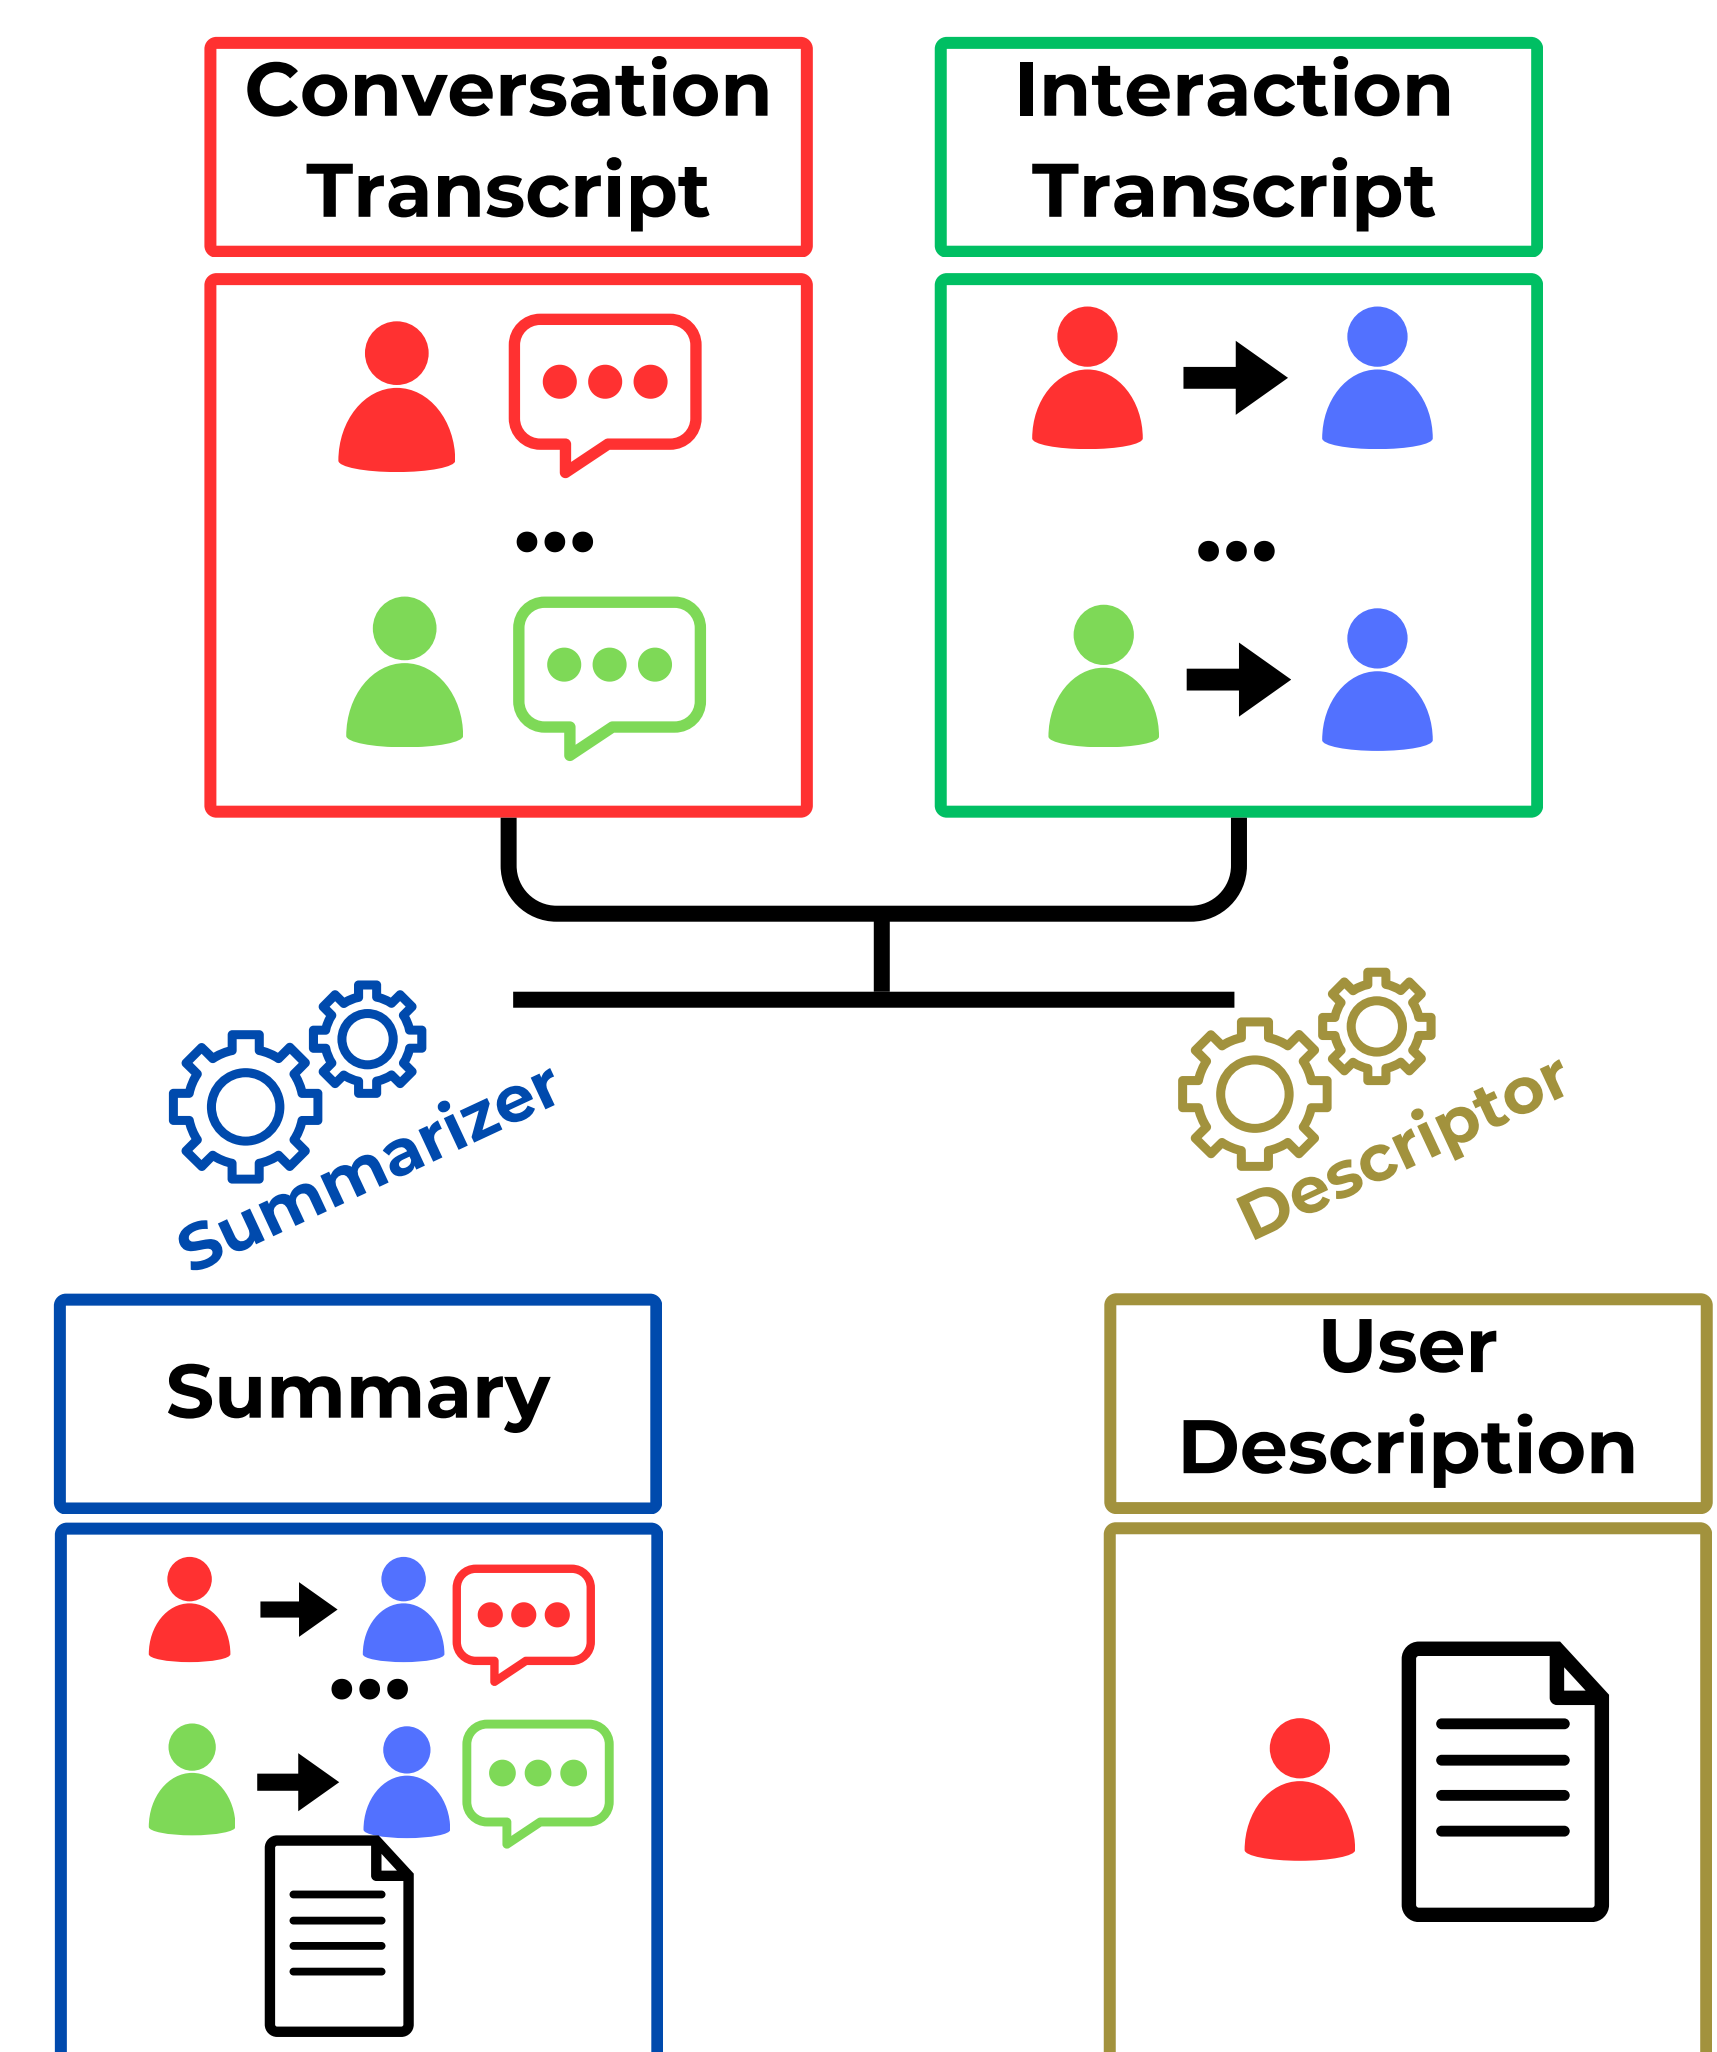 Conversation
Transcript
Interaction
Transcript
Summarizer
Descriptor
Summary
User
Description